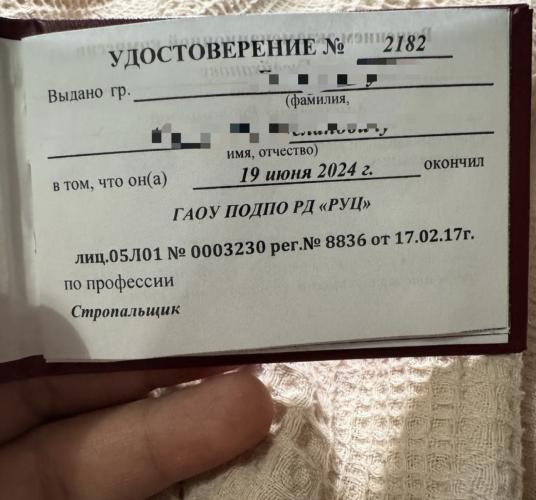 УДОСТОВЕРЕНИЕ № 2182
Выдано гр.
(фамилия,
имя, отчество)
в том, что он(а) 19 июня 2024 г. окончил
ГАОУ ПОДПО РД «РУЦ»
лиц.05Л01 № 0003230 рег.№ 8836 от 17.02.17г.
по профессии
Стропальщик